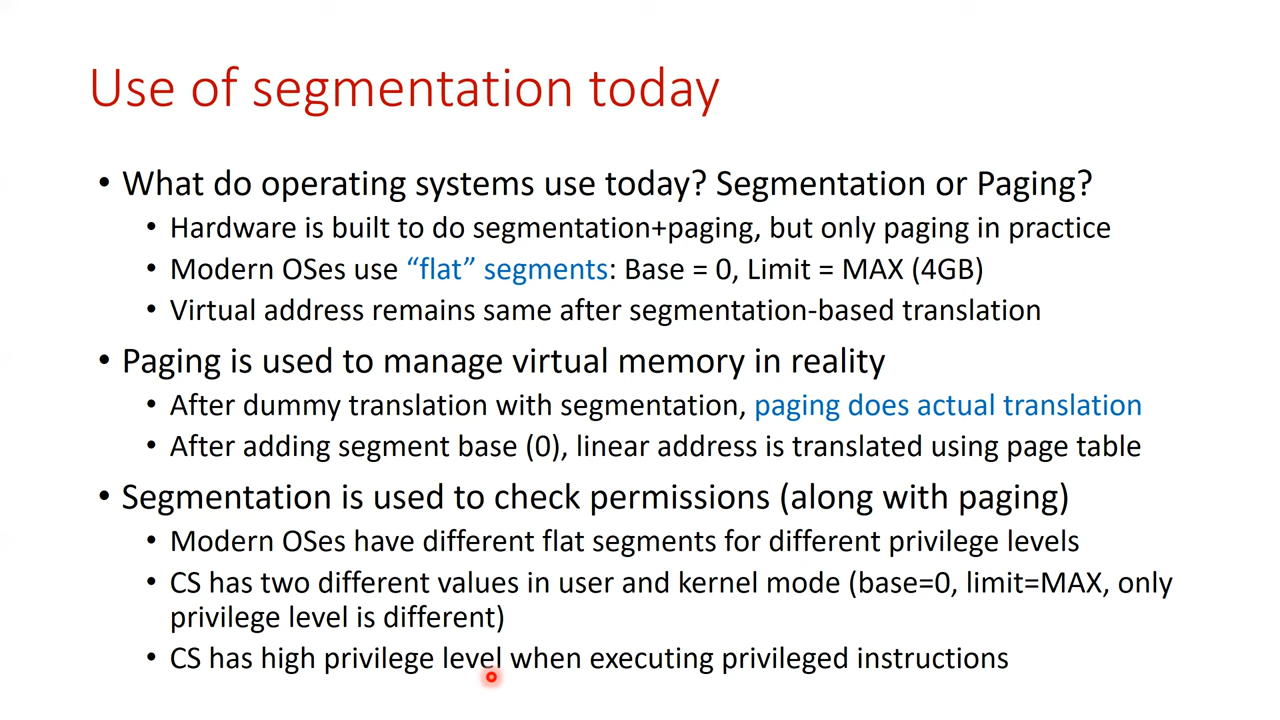 Use of segmentation today
• What do operating systems use today? Segmentation or Paging?
• Hardware is built to do segmentation+paging, but only paging in practice
• Modern OSes use “flat” segments: Base = 0, Limit = MAX (4GB)
• Virtual address remains same after segmentation-based translation
• Paging is used to manage virtual memory in reality
• After dummy translation with segmentation, paging does actual translation
• After adding segment base (0), linear address is translated using page table
• Segmentation is used to check permissions (along with paging)
• Modern OSes have different flat segments for different privilege levels
• CS has two different values in user and kernel mode (base=0, limit=MAX, only
privilege level is different)
• CS has high privilege level when executing privileged instructions